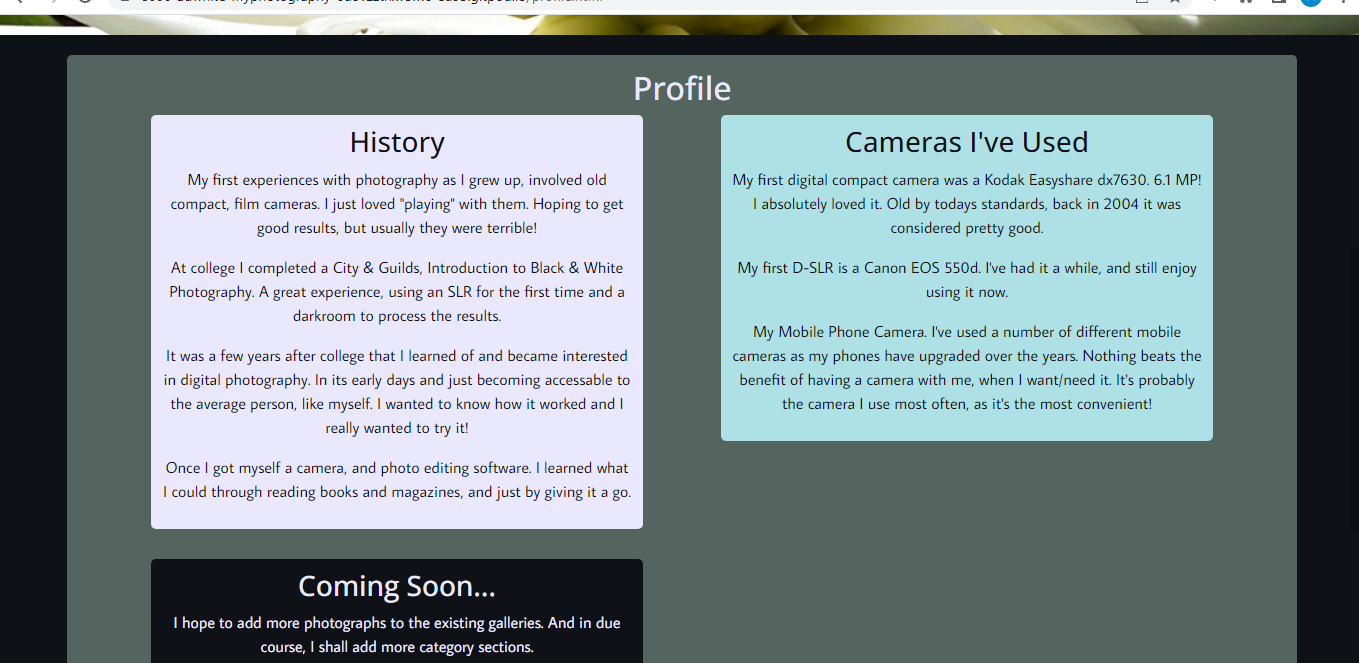 Profile
History
My first experiences with photography as I grew up, involved old
compact, film cameras. I just loved "playing" with them. Hoping to get
good results, but usually they were terrible!
At college I completed a City & Guilds, Introduction to Black & White
Photography. A great experience, using an SLR for the first time and a
darkroom to process the results.
It was a few years after college that I learned of and became interested
in digital photography. In its early days and just becoming accessable to
the average person, like myself. I wanted to know how it worked and I
really wanted to try it!
Once I got myself a camera, and photo editing software. I learned what
I could through reading books and magazines, and just by giving it a go.
Cameras I've Used
My first digital compact camera was a Kodak Easyshare dx7630. 6.1 MP!
I absolutely loved it. Old by todays standards, back in 2004 it was
considered pretty good.
My first D-SLR is a Canon EOS 550d. I've had it a while, and still enjoy
using it now.
My Mobile Phone Camera. I've used a number of different mobile
cameras as my phones have upgraded over the years. Nothing beats the
benefit of having a camera with me, when I want/need it. It's probably
the camera I use most often, as it's the most convenient!
Coming Soon...
I hope to add more photographs to the existing galleries. And in due
course, I shall add more category sections.